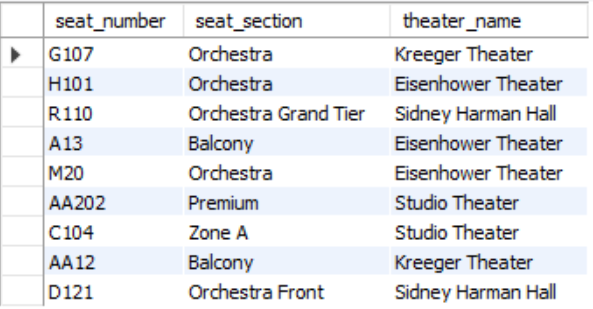 seat_number seat_section theater_name
G107 Orchestra Kreeger Theater
H101 Orchestra Eisenhower Theater
R110 Orchestra Grand Tier Sidney Harman Hall
A13 Balcony Eisenhower Theater
M20 Orchestra Eisenhower Theater
AA202 Premium Studio Theater
C104 Zone A Studio Theater
AA12 Balcony Kreeger Theater
D121 Orchestra Front Sidney Harman Hall